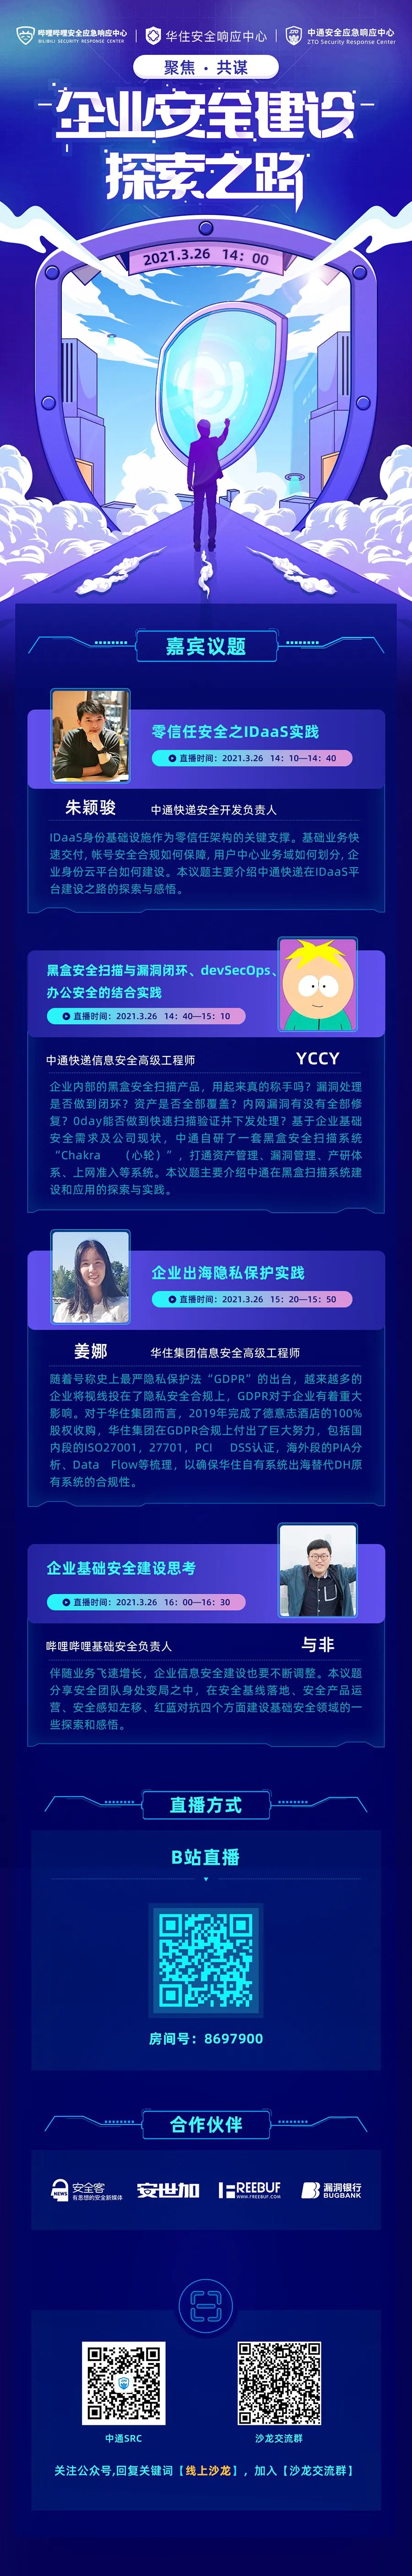 哔哩哔哩安全应急响应中心
BILIBILI SECURITY RESPONSE CENTER
华住安全响应中心
中通安全应急响应中心
ZTO Security Response Center
聚焦 · 共谋
企业安全建设
探索之路
2021.3.26 14：00
嘉宾议题
零信任安全之IDaaS实践
直播时间：2021.3.26 14：10—14：40
朱颖骏 中通快递安全开发负责人
IDaaS身份基础设施作为零信任架构的关键支撑。基础业务快
速交付，帐号安全合规如何保障，用户中心业务域如何划分，企
业身份云平台如何建设。本议题主要介绍中通快递在IDaaS平
台建设之路的探索与感悟。
黑盒安全扫描与漏洞闭环、devSecOps、
办公安全的结合实践
直播时间：2021.3.26 14：40—15：10
中通快递信息安全高级工程师 YCCY
企业内部的黑盒安全扫描产品，用起来真的称手吗？漏洞处理
是否做到闭环？资产是否全部覆盖？内网漏洞有没有全部修
复？0day能否做到快速扫描验证并下发处理？基于企业基础
安全需求及公司现状，中通自研了一套黑盒安全扫描系统
“Chakra （心轮）”，打通资产管理、漏洞管理、产研体
系、上网准入等系统。本议题主要介绍中通在黑盒扫描系统建
设和应用的探索与实践。
企业出海隐私保护实践
直播时间：2021.3.26 15：20—15：50
姜娜 华住集团信息安全高级工程师
随着号称史上最严隐私保护法“GDPR”的出台，越来越多的
企业将视线投在了隐私安全合规上，GDPR对于企业有着重大
影响。对于华住集团而言，2019年完成了德意志酒店的100%
股权收购，华住集团在GDPR合规上付出了巨大努力，包括国
内段的ISO27001，27701，PCI DSS认证，海外段的PIA分
析、Data Flow等梳理，以确保华住自有系统出海替代DH原
有系统的合规性。
企业基础安全建设思考
直播时间：2021.3.26 16：00—16：30
哔哩哔哩基础安全负责人 与非
伴随业务飞速增长，企业信息安全建设也要不断调整。本议题
分享安全团队身处变局之中，在安全基线落地、安全产品运
营、安全感知左移、红蓝对抗四个方面建设基础安全领域的一
些探索和感悟。
直播方式
B站直播
房间号：8697900
合作伙伴
NEWS
安全客
有思想的安全新媒体
安世加
FREEBUF
WWW.FREEBUF.COM
漏洞银行
BUGBANK
中通SRC
沙龙交流群
关注公众号,回复关键词【线上沙龙】，加入【沙龙交流群】